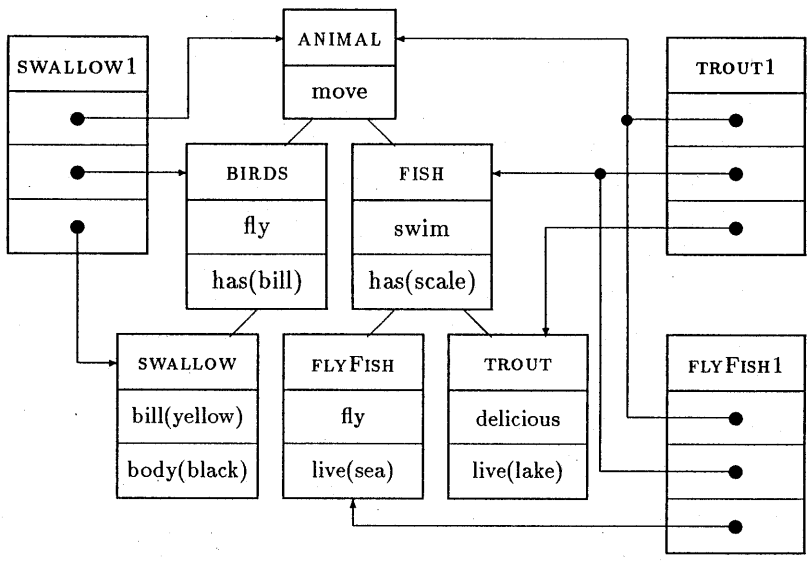 ANIMAL
move
SWALLOW1
TROUT1
BIRDS
fly
has(bill)
FISH
swim
has(scale)
SWALLOW
bill(yellow)
body(black)
FLYFISH
fly
live(sea)
TROUT
delicious
live(lake)
FLYFISH1